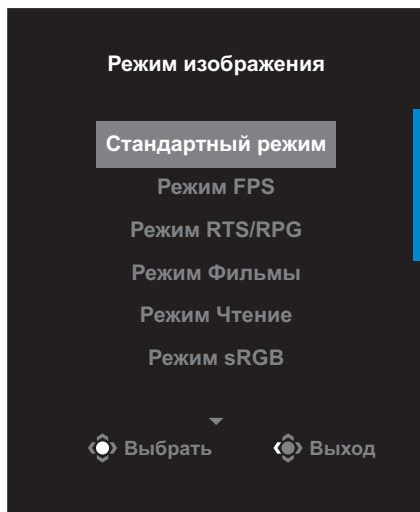 Режим изображения
Стандартный режим
Режим FPS
Режим RTS/RPG
Режим Фильмы
Режим Чтение
Режим sRGB
Выбрать Выход